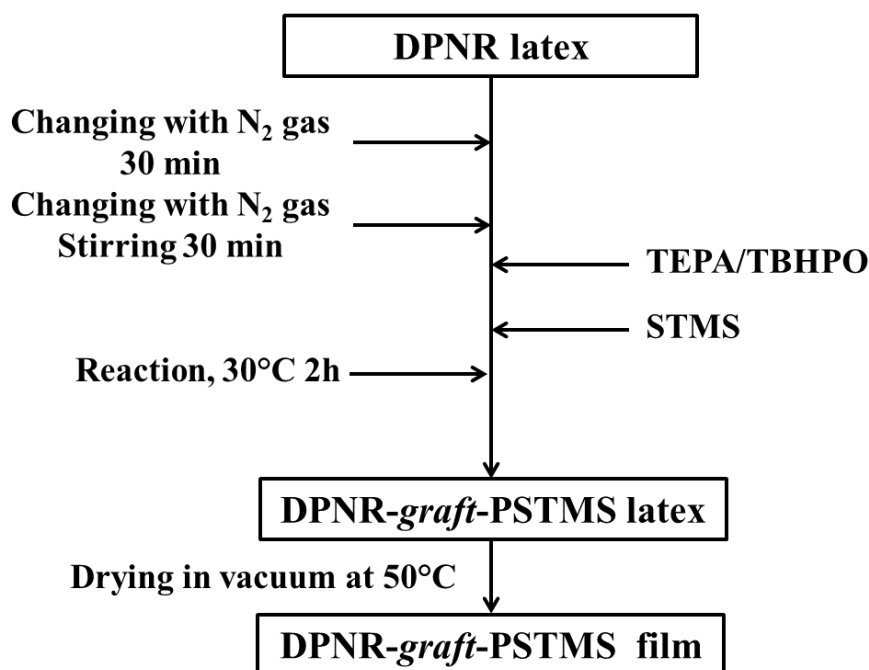 DPNR latex
Changing with N₂ gas
30 min
Changing with N₂ gas
Stirring 30 min
TEPA/TBHPO
STMS
Reaction, 30°C 2h
DPNR-graft-PSTMS latex
Drying in vacuum at 50°C
DPNR-graft-PSTMS film